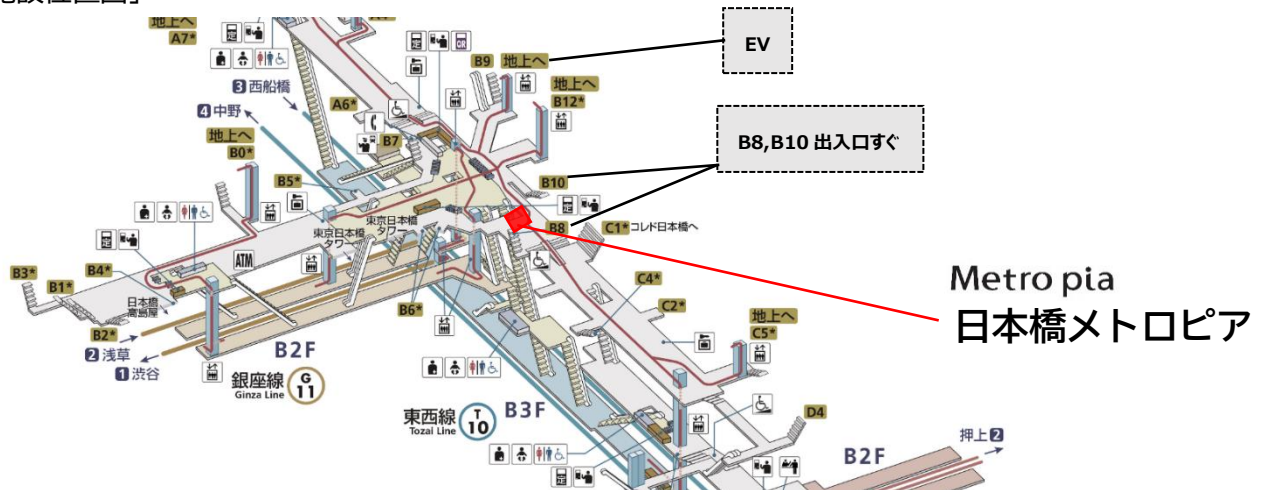 施設位置図」
地上へ
A7*
3 西船橋
4 中野
A6*
B7
B9 地上へ
地上へ
B12*
EV
B8,B10 出入口すぐ
地上へ
B0*
B5*
B10
B8
C1* コレド日本橋へ
東京日本橋
タワー
東京日本橋
タワー
ATM
B3*
B1*
B4*
日本橋
高島屋
B2*
B6*
C4*
C2*
地上へ
C5*
2 浅草
1 渋谷
B2F
銀座線 G 11
Ginza Line
東西線 T 10
Tozai Line
B3F
D4
押上 2
B2F
Metro pia
日本橋メトロピア